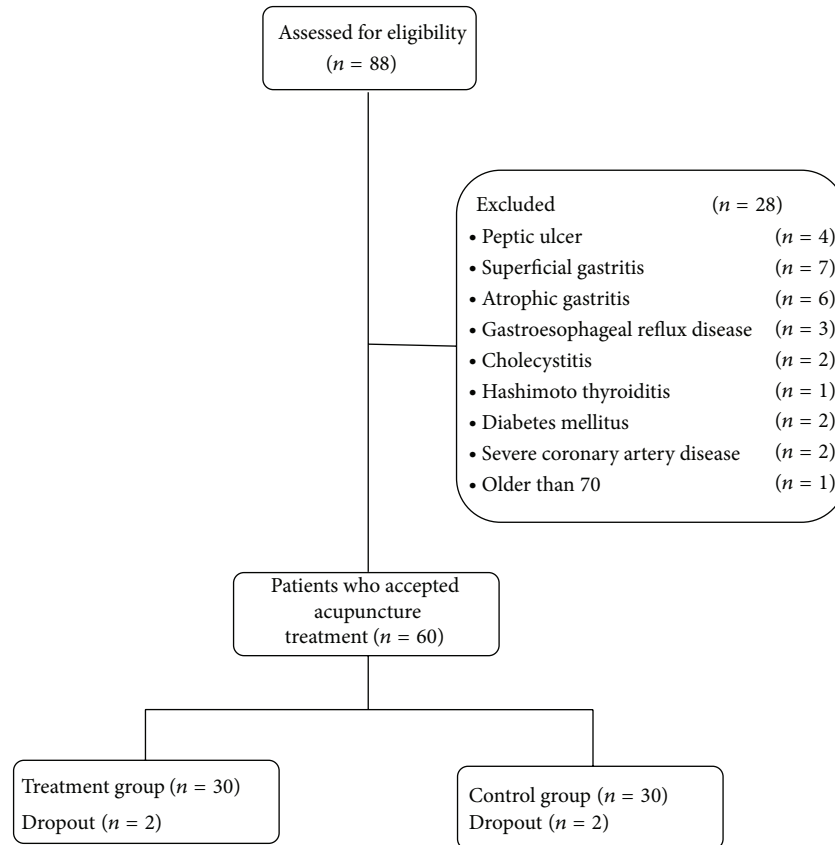 Assessed for eligibility
(n = 88)
Excluded (n = 28)
• Peptic ulcer (n = 4)
• Superficial gastritis (n = 7)
• Atrophic gastritis (n = 6)
• Gastroesophageal reflux disease (n = 3)
• Cholecystitis (n = 2)
• Hashimoto thyroiditis (n = 1)
• Diabetes mellitus (n = 2)
• Severe coronary artery disease (n = 2)
• Older than 70 (n = 1)
Patients who accepted
acupuncture
treatment (n = 60)
Treatment group (n = 30)
Dropout (n = 2)
Control group (n = 30)
Dropout (n = 2)